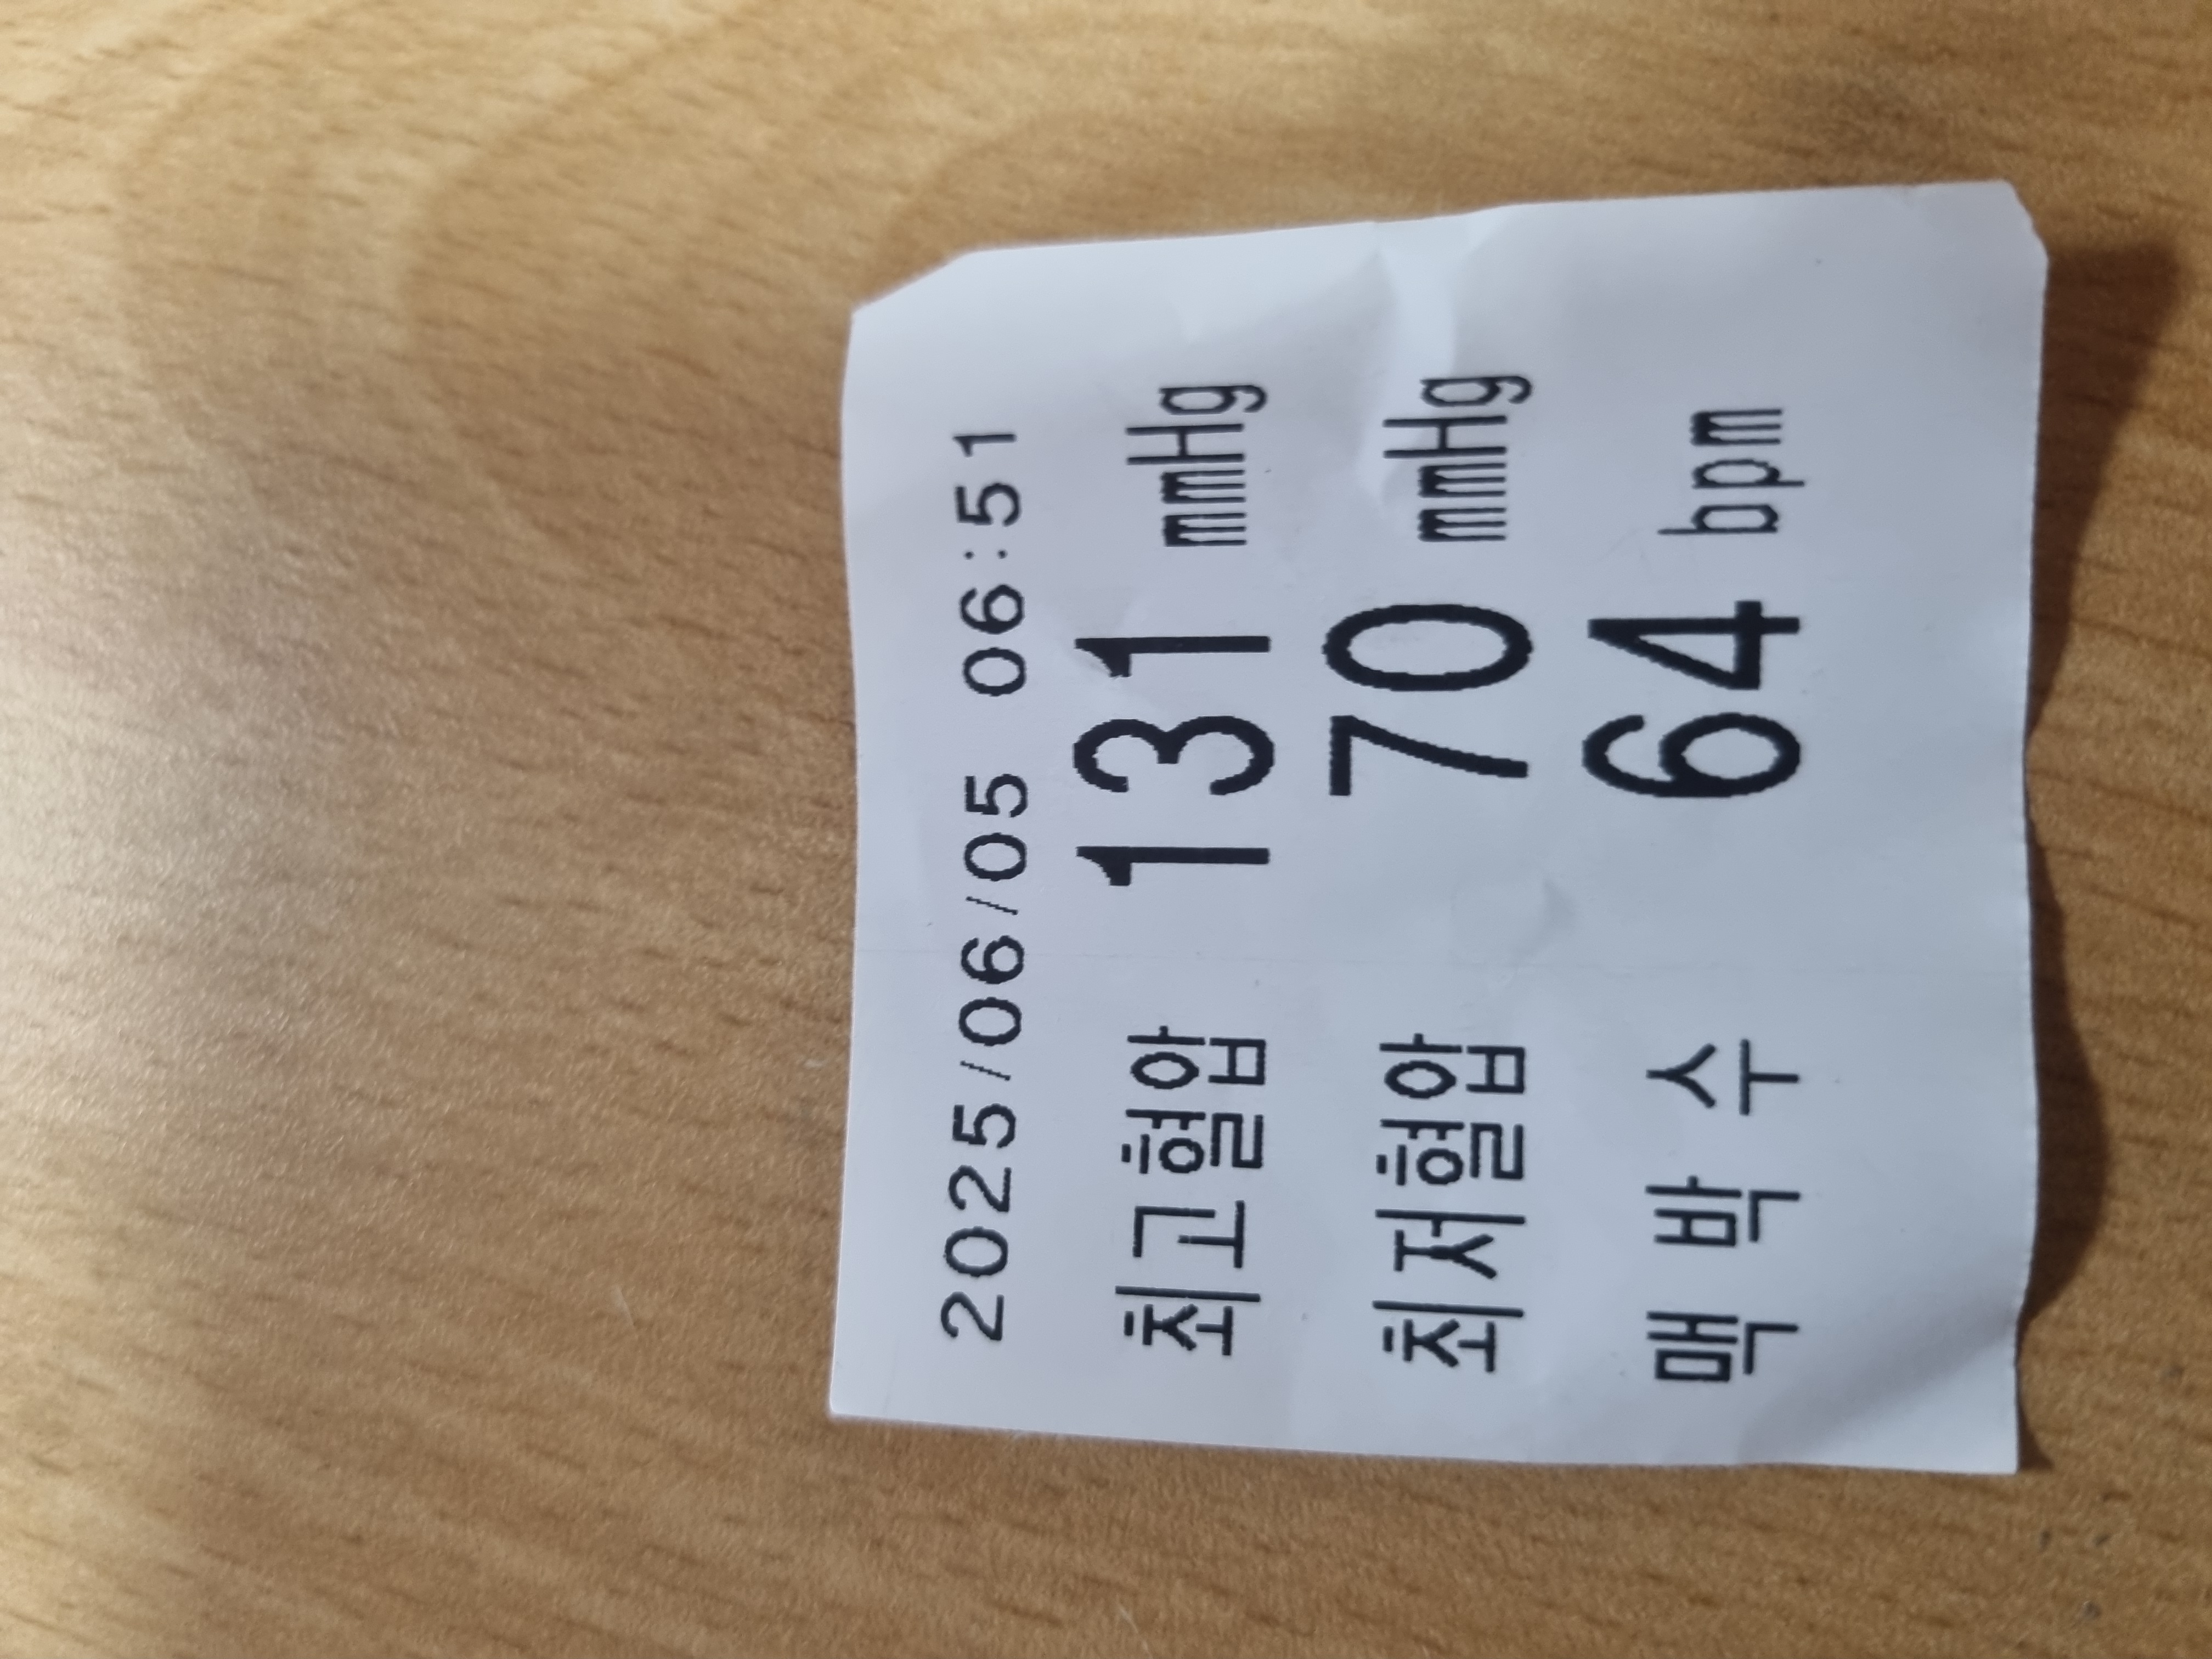 2025/06/05 06:51
최고혈압 131 mmHg
최저혈압 70 mmHg
맥 박 수 64 bpm